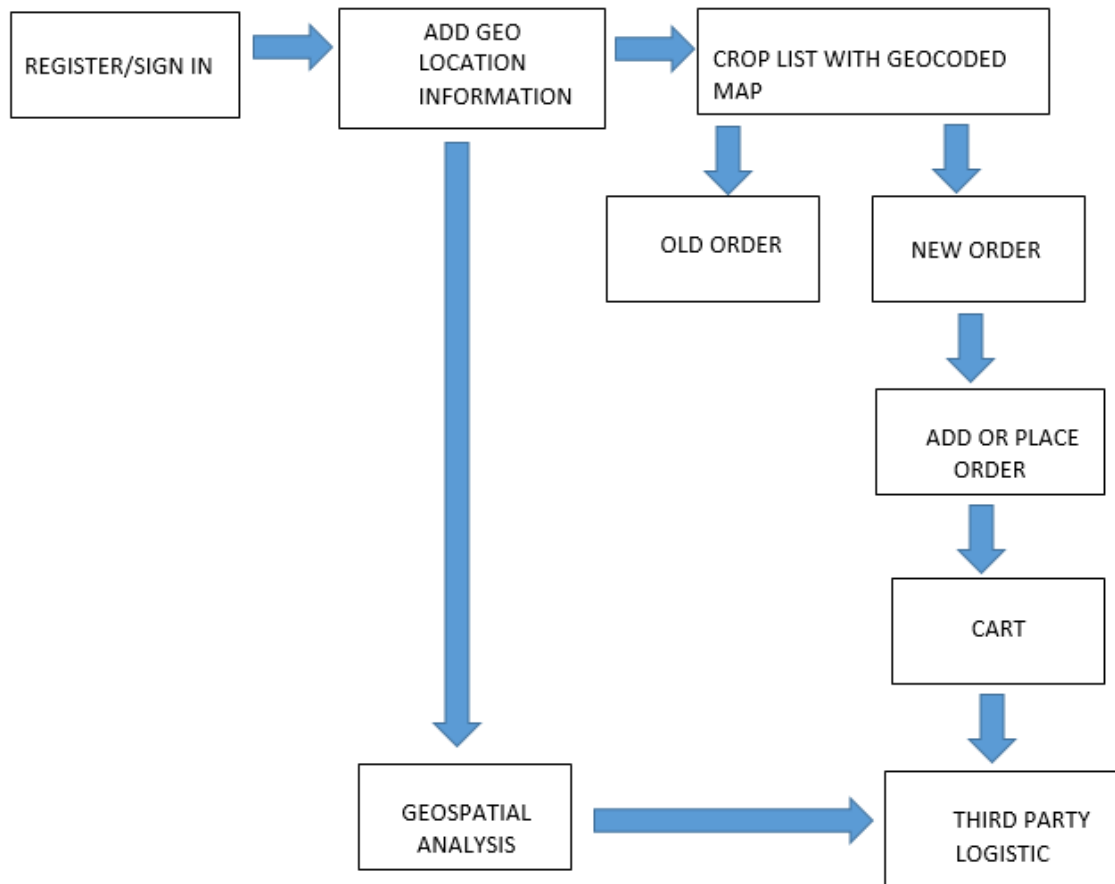 REGISTER/SIGN IN
ADD GEO
LOCATION
INFORMATION
CROP LIST WITH GEOCODED
MAP
OLD ORDER
NEW ORDER
ADD OR PLACE
ORDER
CART
GEOSPATIAL
ANALYSIS
THIRD PARTY
LOGISTIC